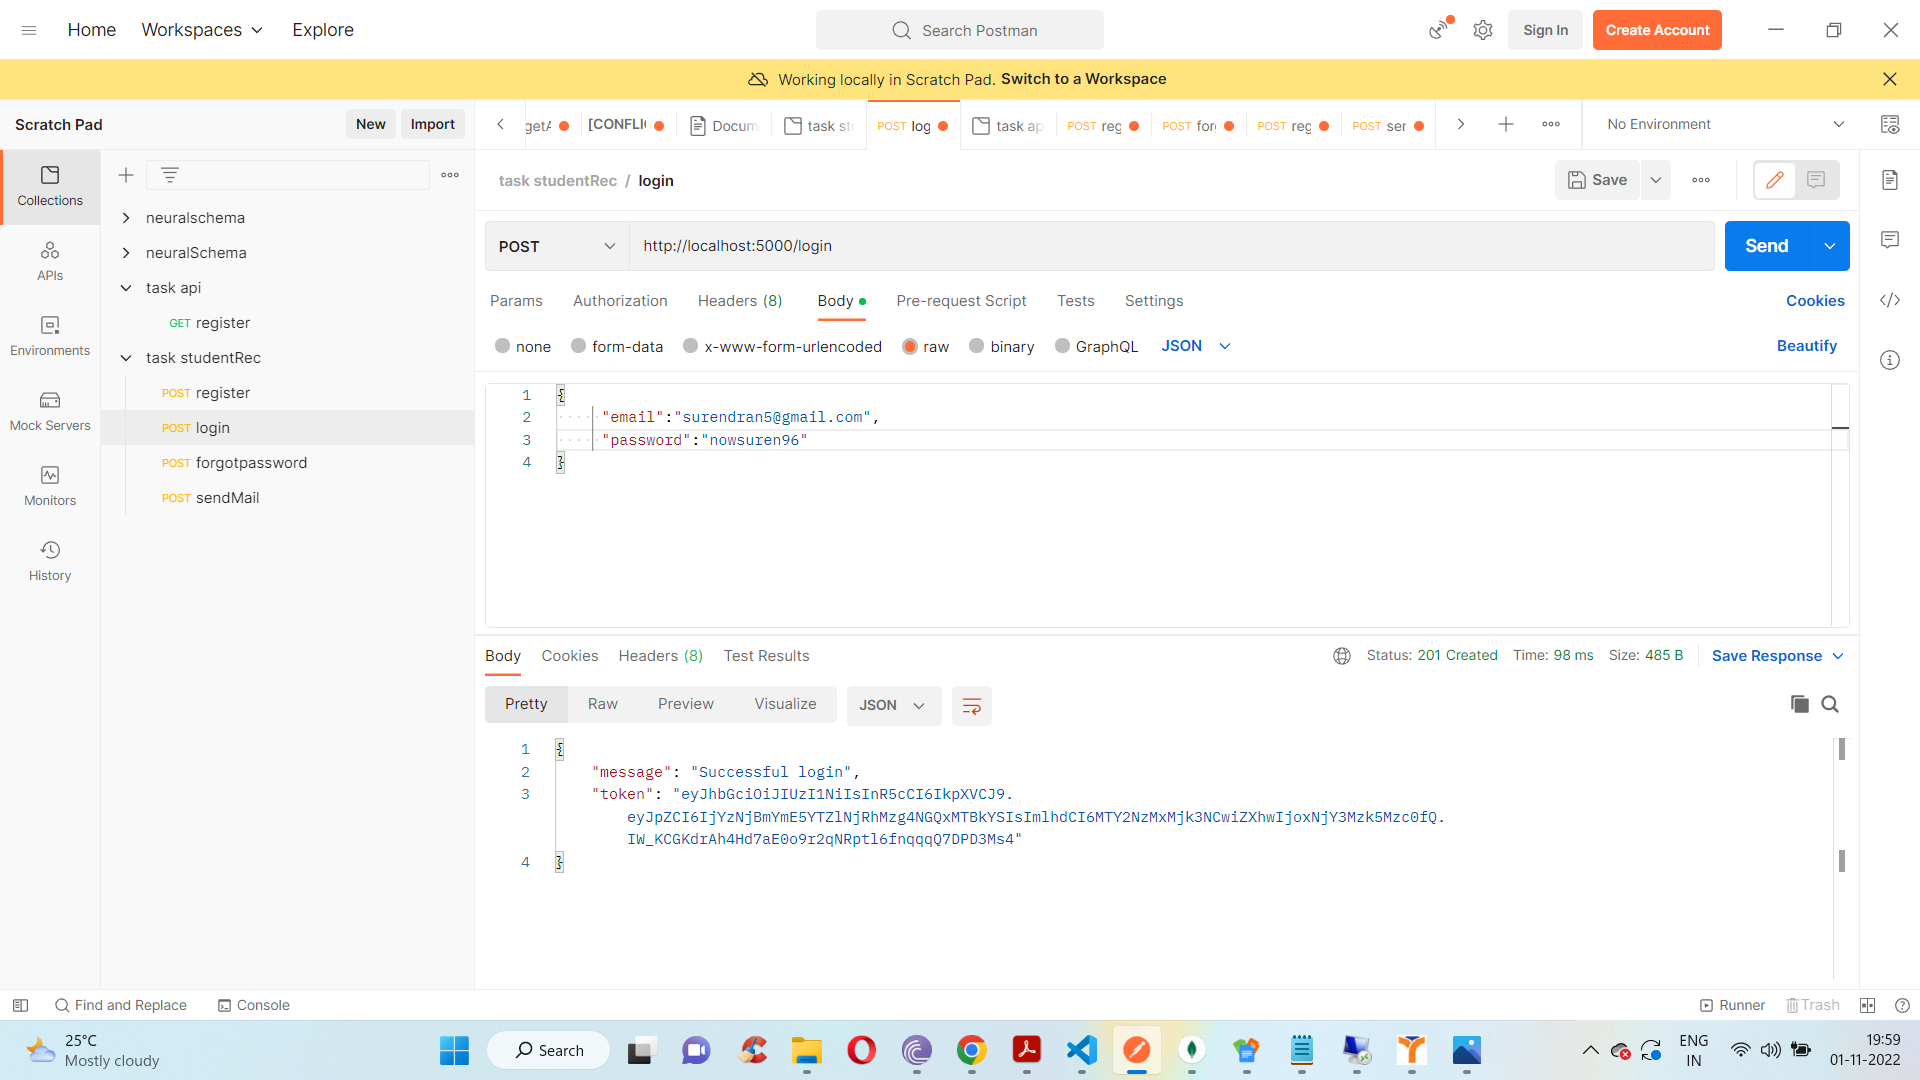 Home
Workspaces
Explore
Search Postman
Sign In
Create Account
Working locally in Scratch Pad. Switch to a Workspace
Scratch Pad
New
Import
getA
[CONFLIC
Docum
task stu
POST log
task ap
POST reg
POST for
POST reg
POST ser
No Environment
Collections
APIs
Environments
Mock Servers
Monitors
History
neuralschema
neuralSchema
task api
GET register
task studentRec
POST register
POST login
POST forgotpassword
POST sendMail
task studentRec / login
Save
POST
http://localhost:5000/login
Send
Params
Authorization
Headers (8)
Body
Pre-request Script
Tests
Settings
Cookies
none
form-data
x-www-form-urlencoded
raw
binary
GraphQL
JSON
Beautify
1 {
2 "email":"surendran5@gmail.com",
3 "password":"nowsuren96"
4 }
Body
Cookies
Headers (8)
Test Results
Status: 201 Created
Time: 98 ms
Size: 485 B
Save Response
Pretty
Raw
Preview
Visualize
JSON
1 {
2 "message": "Successful login",
3 "token": "eyJhbGciOiJIUzI1NiIsInR5cCI6IkpXVCJ9.
eyJpZCI6IjYzNjBmYmE5YTZlNjRhMzg4NGQxMTBkYSIsImlhdCI6MTY2NzMxMjk3NCwiZXhwIjoxNjY3Mzk5Mzc0fQ.
IW_KCGKdrAh4Hd7aE0o9r2qNRptl6fnqqqQ7DPD3Ms4"
4 }
Find and Replace
Console
Runner
Trash
25°C
Mostly cloudy
Search
ENG
IN
19:59
01-11-2022